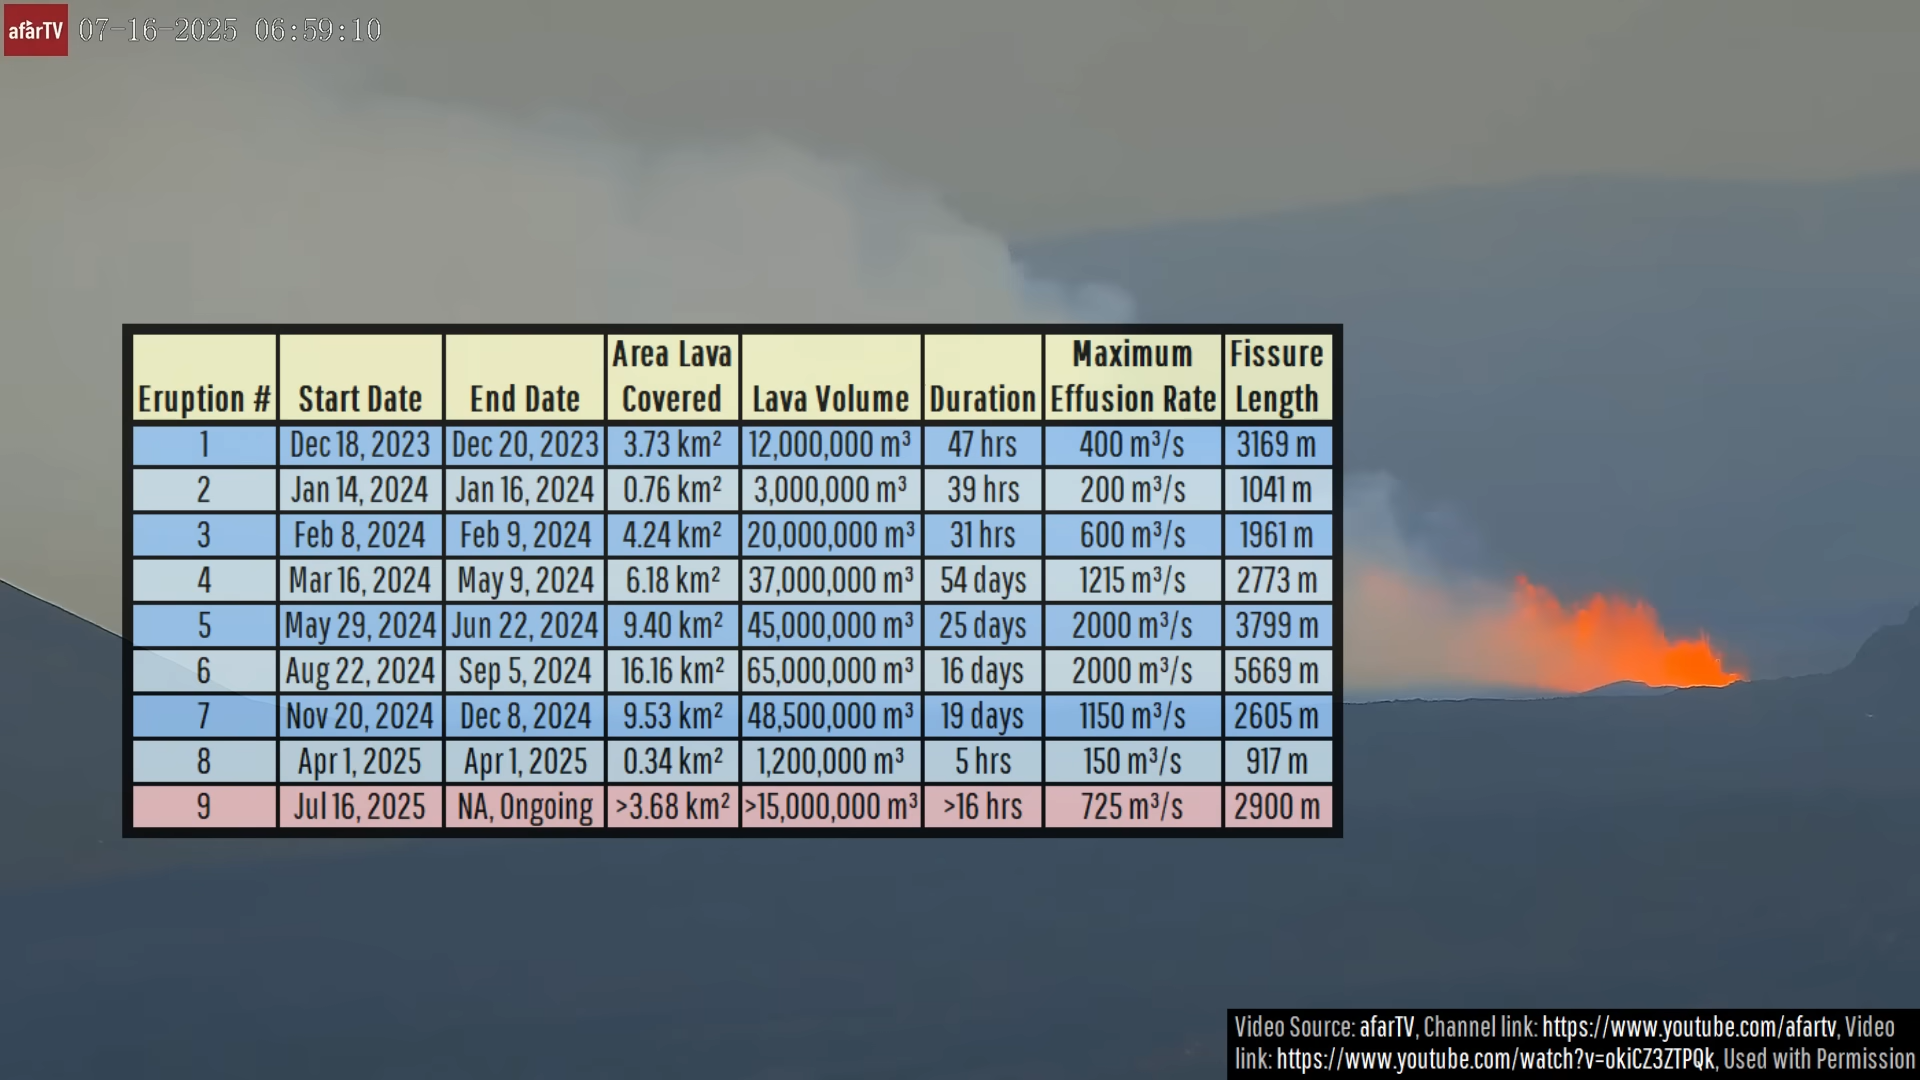 afarTV 07-16-2025 06:59:10
Area Lava Maximum Fissure
Eruption # Start Date End Date Covered Lava Volume Duration Effusion Rate Length
1 Dec 18, 2023 Dec 20, 2023 3.73 km² 12,000,000 m³ 47 hrs 400 m³/s 3169 m
2 Jan 14, 2024 Jan 16, 2024 0.76 km² 3,000,000 m³ 39 hrs 200 m³/s 1041 m
3 Feb 8, 2024 Feb 9, 2024 4.24 km² 20,000,000 m³ 31 hrs 600 m³/s 1961 m
4 Mar 16, 2024 May 9, 2024 6.18 km² 37,000,000 m³ 54 days 1215 m³/s 2773 m
5 May 29, 2024 Jun 22, 2024 9.40 km² 45,000,000 m³ 25 days 2000 m³/s 3799 m
6 Aug 22, 2024 Sep 5, 2024 16.16 km² 65,000,000 m³ 16 days 2000 m³/s 5669 m
7 Nov 20, 2024 Dec 8, 2024 9.53 km² 48,500,000 m³ 19 days 1150 m³/s 2605 m
8 Apr 1, 2025 Apr 1, 2025 0.34 km² 1,200,000 m³ 5 hrs 150 m³/s 917 m
9 Jul 16, 2025 NA, Ongoing >3.68 km² >15,000,000 m³ >16 hrs 725 m³/s 2900 m
Video Source: afarTV, Channel link: https://www.youtube.com/afartv, Video
link: https://www.youtube.com/watch?v=okiCZ3ZTPQk, Used with Permission